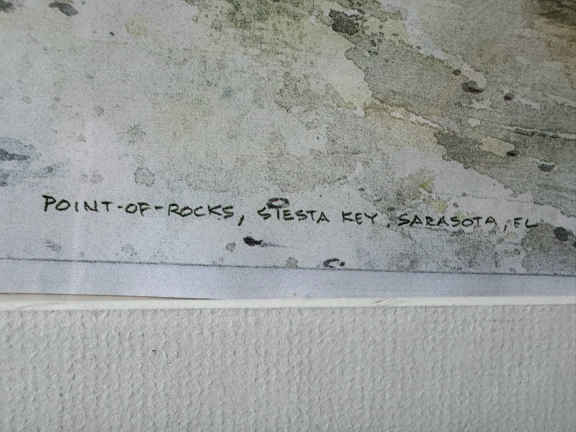 POINT-OF-ROCKS, SIESTA KEY, SARASOTA, FL